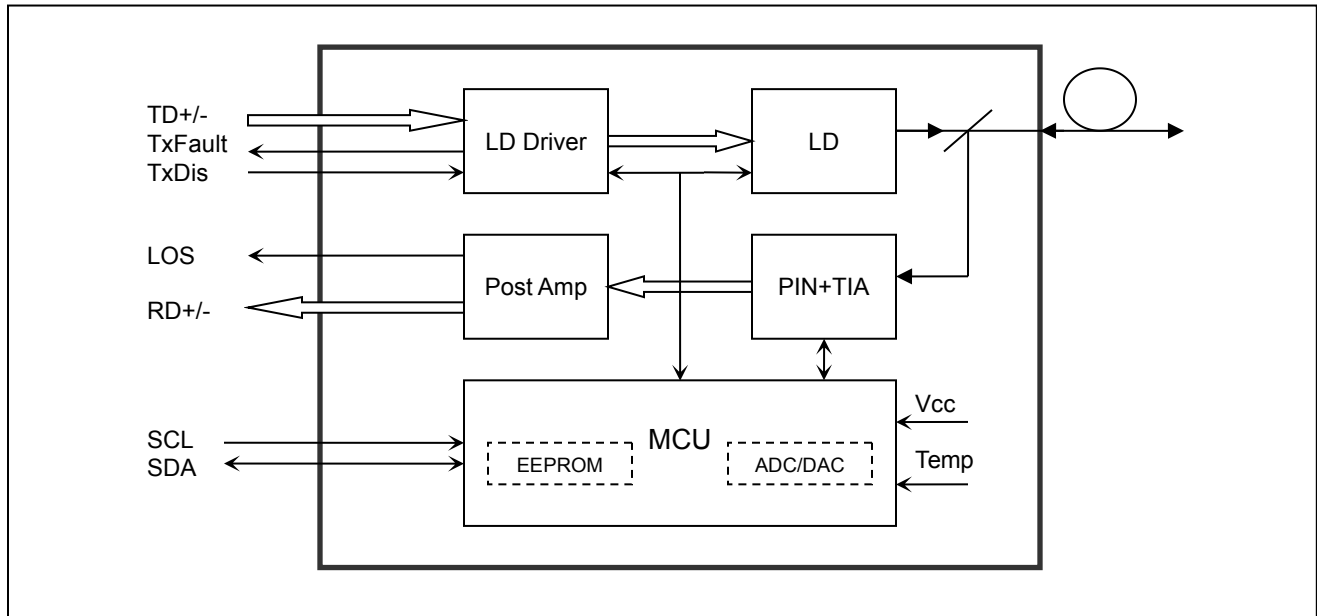 TD+/-
TxFault
TxDis
LD Driver
LD
LOS
RD+/-
Post Amp
PIN+TIA
SCL
SDA
MCU
EEPROM
ADC/DAC
Vcc
Temp